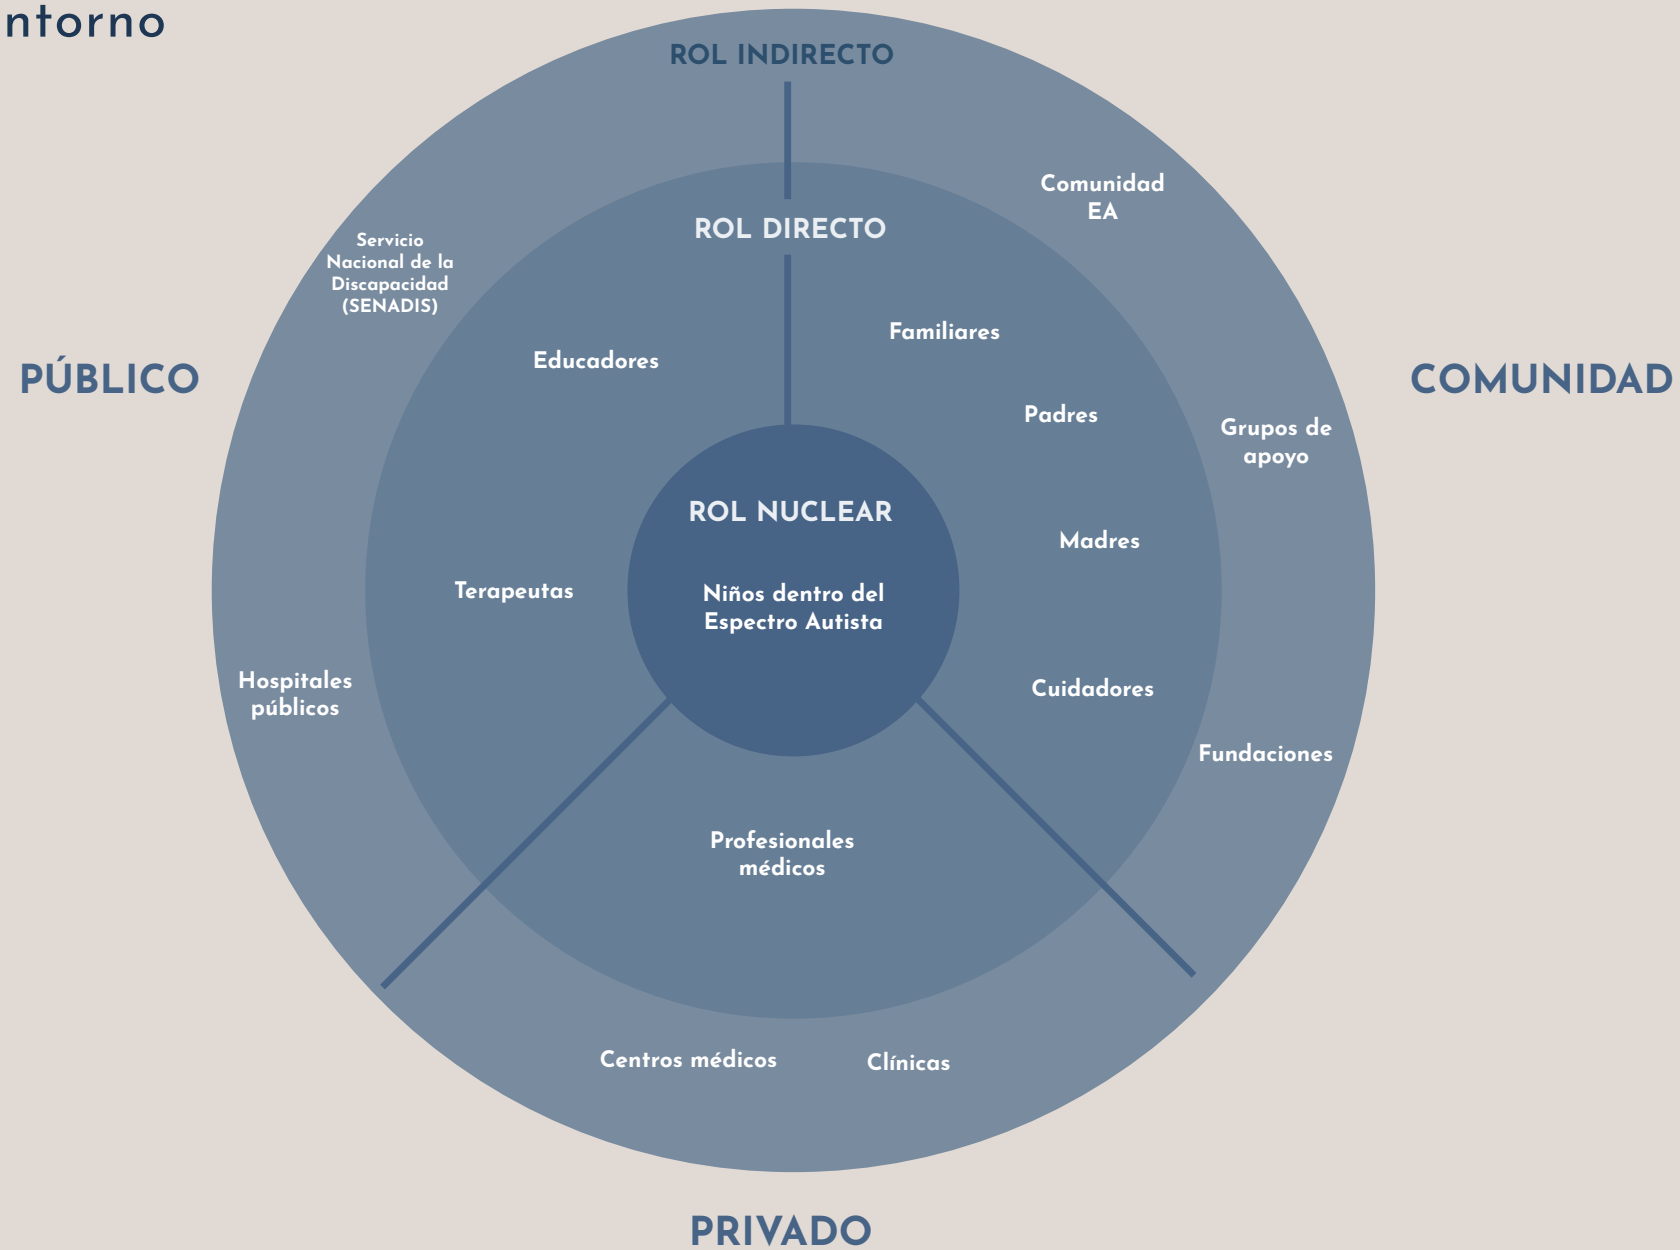 ntorno
ROL INDIRECTO
Comunidad
EA
ROL DIRECTO
Servicio
Nacional de la
Discapacidad
(SENADIS)
Familiares
Educadores
PÚBLICO
COMUNIDAD
Padres
Grupos de
apoyo
ROL NUCLEAR
Madres
Terapeutas
Niños dentro del
Espectro Autista
Hospitales
públicos
Cuidadores
Fundaciones
Profesionales
médicos
Centros médicos
Clínicas
PRIVADO